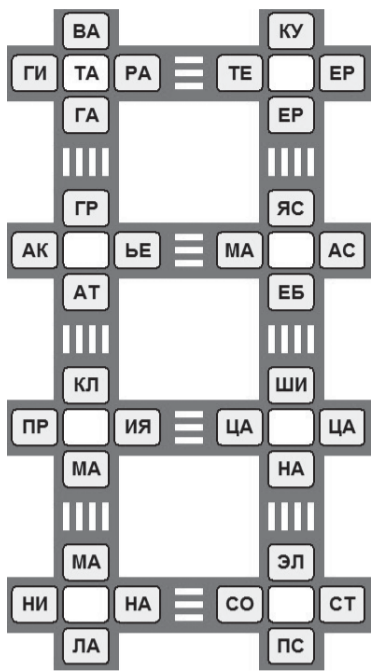 ВА КУ
ГИ ТА РА ТЕ ЕР
ГА ЕР
ГР ЯС
АК ЬЕ МА АС
АТ ЕБ
КЛ ШИ
ПР ИЯ ЦА ЦА
МА НА
МА ЭЛ
НИ НА СО СТ
ЛА ПС